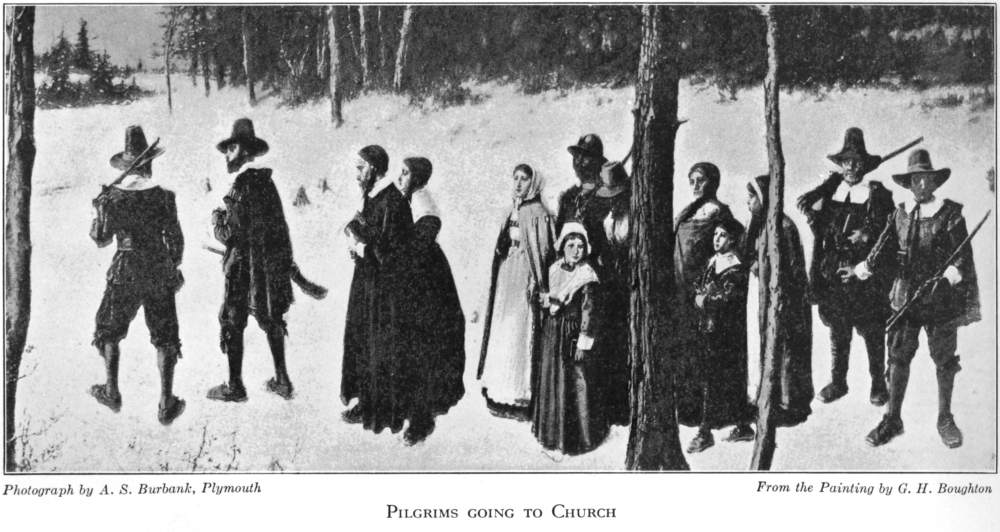 Photograph by A. S. Burbank, Plymouth
From the Painting by G. H. Boughton
Pilgrims going to Church